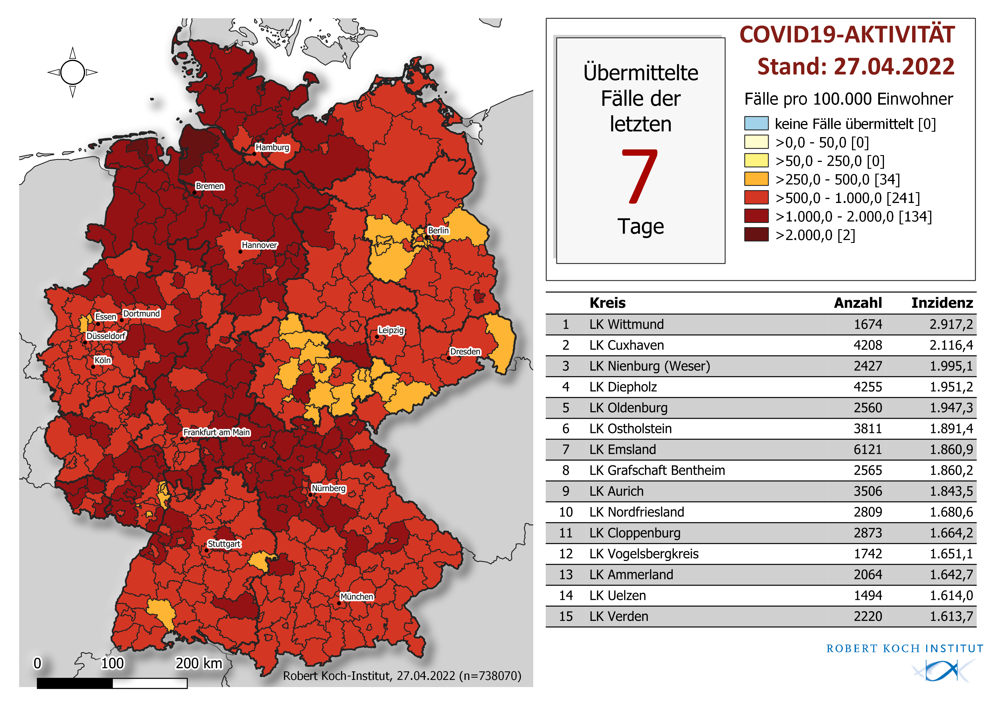 Hamburg
Bremen
Berlin
Hannover
Essen
Dortmund
Düsseldorf
Leipzig
Dresden
Köln
Frankfurt am Main
Nürnberg
Stuttgart
München
0 100 200 km
Robert Koch-Institut, 27.04.2022 (n=738070)
Übermittelte
Fälle der
letzten
7
Tage
COVID19-AKTIVITÄT
Stand: 27.04.2022
Fälle pro 100.000 Einwohner
keine Fälle übermittelt [0]
>0,0 - 50,0 [0]
>50,0 - 250,0 [0]
>250,0 - 500,0 [34]
>500,0 - 1.000,0 [241]
>1.000,0 - 2.000,0 [134]
>2.000,0 [2]
Kreis Anzahl Inzidenz
1 LK Wittmund 1674 2.917,2
2 LK Cuxhaven 4208 2.116,4
3 LK Nienburg (Weser) 2427 1.995,1
4 LK Diepholz 4255 1.951,2
5 LK Oldenburg 2560 1.947,3
6 LK Ostholstein 3811 1.891,4
7 LK Emsland 6121 1.860,9
8 LK Grafschaft Bentheim 2565 1.860,2
9 LK Aurich 3506 1.843,5
10 LK Nordfriesland 2809 1.680,6
11 LK Cloppenburg 2873 1.664,2
12 LK Vogelsbergkreis 1742 1.651,1
13 LK Ammerland 2064 1.642,7
14 LK Uelzen 1494 1.614,0
15 LK Verden 2220 1.613,7
ROBERT KOCH INSTITUT